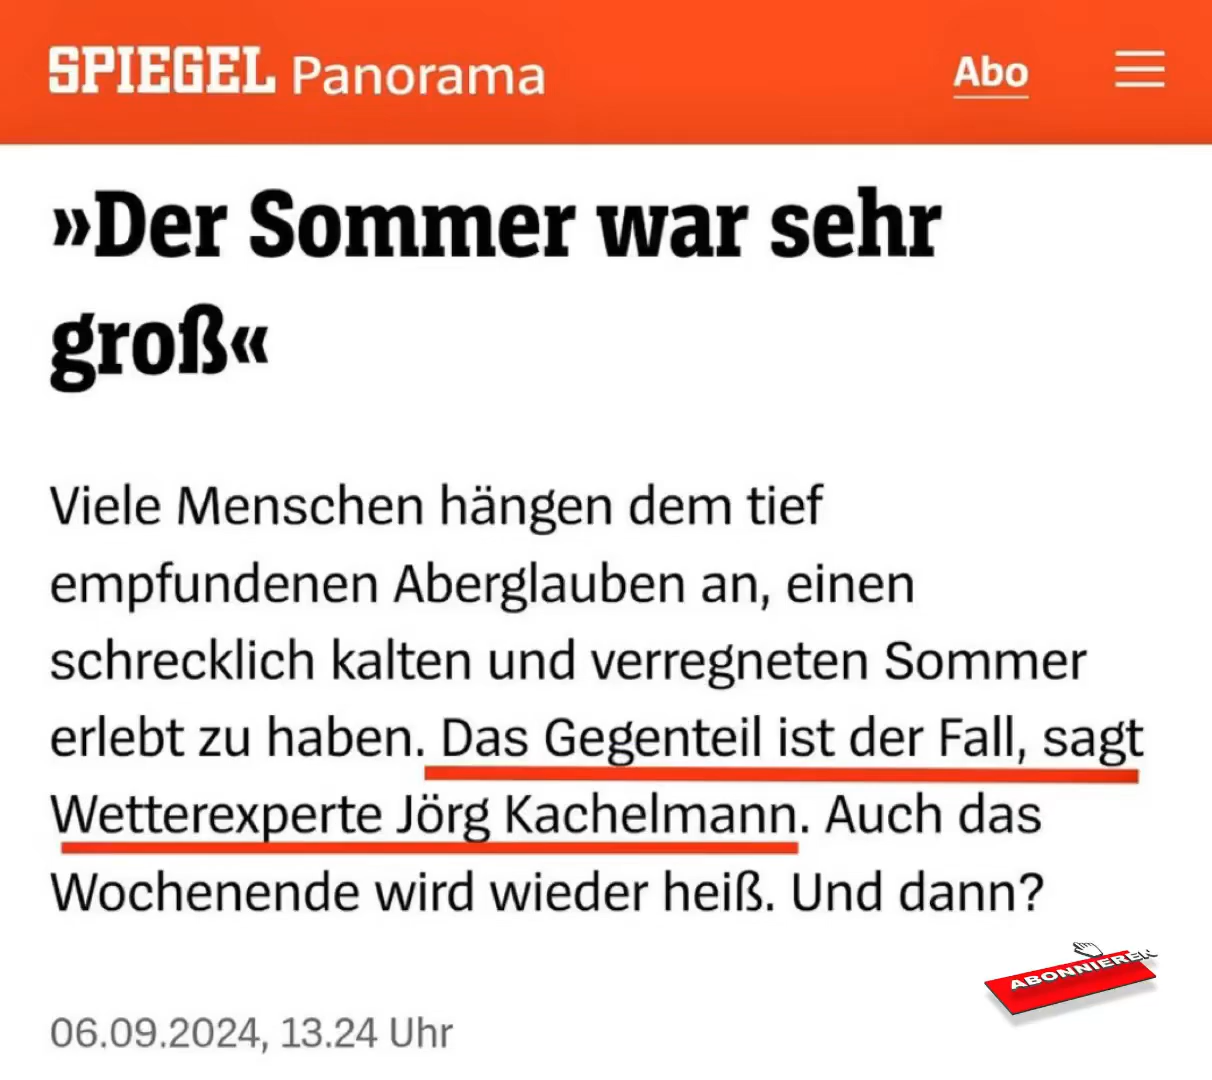 SPIEGEL Panorama Abo
»Der Sommer war sehr
groß«
Viele Menschen hängen dem tief
empfundenen Aberglauben an, einen
schrecklich kalten und verregneten Sommer
erlebt zu haben. Das Gegenteil ist der Fall, sagt
Wetterexperte Jörg Kachelmann. Auch das
Wochenende wird wieder heiß. Und dann?
ABONNIEREN
06.09.2024, 13.24 Uhr